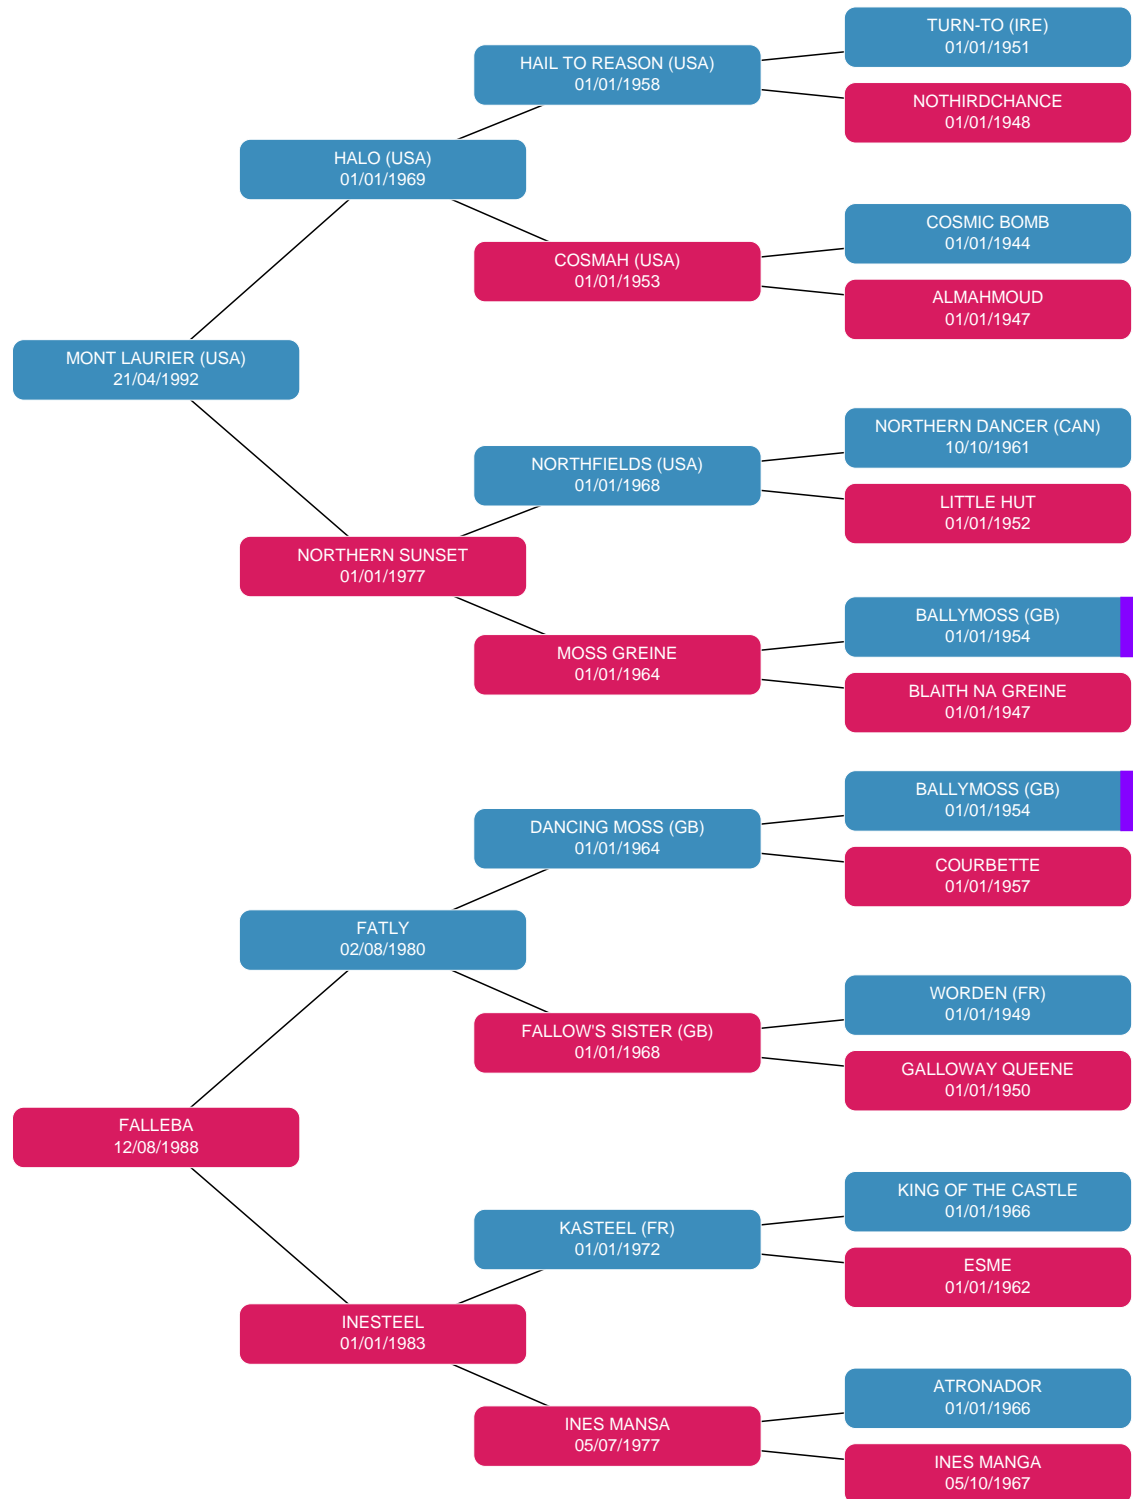 TURN-TO (IRE)
01/01/1951
HAIL TO REASON (USA)
01/01/1958
NOTHIRDCHANCE
01/01/1948
HALO (USA)
01/01/1969
COSMIC BOMB
01/01/1944
COSMAH (USA)
01/01/1953
ALMAHMOUD
01/01/1947
MONT LAURIER (USA)
21/04/1992
NORTHERN DANCER (CAN)
10/10/1961
NORTHFIELDS (USA)
01/01/1968
LITTLE HUT
01/01/1952
NORTHERN SUNSET
01/01/1977
BALLYMOSS (GB)
01/01/1954
MOSS GREINE
01/01/1964
BLAITH NA GREINE
01/01/1947
BALLYMOSS (GB)
01/01/1954
DANCING MOSS (GB)
01/01/1964
COURBETTE
01/01/1957
FATLY
02/08/1980
WORDEN (FR)
01/01/1949
FALLOW'S SISTER (GB)
01/01/1968
GALLOWAY QUEENE
01/01/1950
FALLEBA
12/08/1988
KING OF THE CASTLE
01/01/1966
KASTEEL (FR)
01/01/1972
ESME
01/01/1962
INESTEEL
01/01/1983
ATRONADOR
01/01/1966
INES MANSA
05/07/1977
INES MANGA
05/10/1967